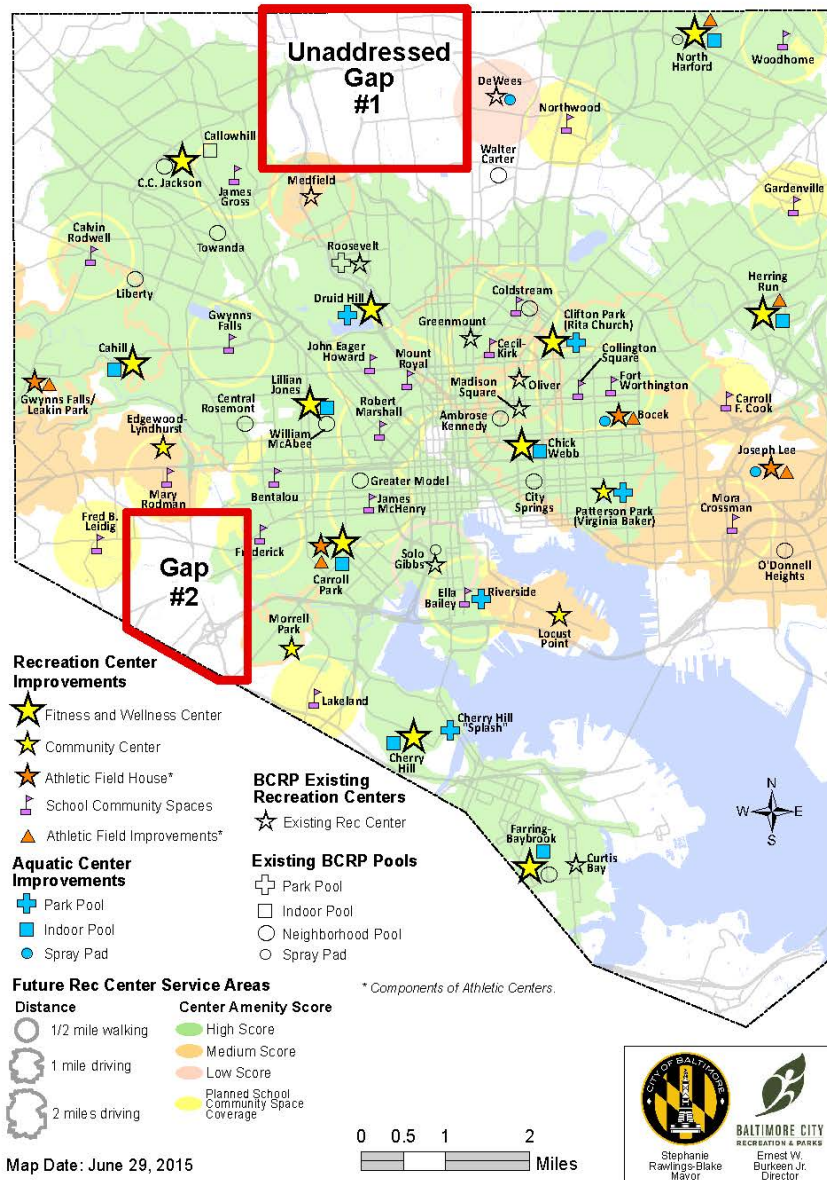 Unaddressed
Gap
#1
North
Harford
Woodhome
DeWees
Northwood
Walter
Carter
Callowhill
C.C. Jackson
James
Gross
Medfield
Gardenville
Calvin
Rodwell
Towanda
Liberty
Roosevelt
Druid Hill
Gwynns
Falls
Coldstream
Greenmount
Clifton Park
(Rita Church)
Herring
Run
Cahill
John Eager
Howard
Mount
Royal
Cecil-
Kirk
Collington
Square
Gwynns Falls/
Leakin Park
Lillian
Jones
Madison
Square
Oliver
Fort
Worthington
Carroll
F. Cook
Edgewood-
Lyndhurst
Central
Rosemont
William
McAbee
Robert
Marshall
Ambrose
Kennedy
Bocek
Chick
Webb
Joseph Lee
Mary
Rodman
Bentalou
Greater Model
City
Springs
Patterson Park
(Virginia Baker)
Mora
Crossman
Fred B.
Leidig
James
McHenry
Frederick
Gap
#2
Carroll
Park
Solo
Gibbs
O'Donnell
Heights
Ella
Bailey
Riverside
Locust
Point
Morrell
Park
Lakeland
Cherry Hill
"Splash"
Cherry
Hill
Farring-
Baybrook
Curtis
Bay
N
W
E
S
Recreation Center
Improvements
Fitness and Wellness Center
Community Center
Athletic Field House*
School Community Spaces
Athletic Field Improvements*
Aquatic Center
Improvements
Park Pool
Indoor Pool
Spray Pad
BCRP Existing
Recreation Centers
Existing Rec Center
Existing BCRP Pools
Park Pool
Indoor Pool
Neighborhood Pool
Spray Pad
Future Rec Center Service Areas
* Components of Athletic Centers.
Distance
1/2 mile walking
1 mile driving
2 miles driving
Center Amenity Score
High Score
Medium Score
Low Score
Planned School
Community Space
Coverage
Map Date: June 29, 2015
0 0.5 1 2
Miles
CITY OF BALTIMORE
Stephanie
Rawlings-Blake
Mayor
BALTIMORE CITY
RECREATION & PARKS
Ernest W.
Burkeen Jr.
Director